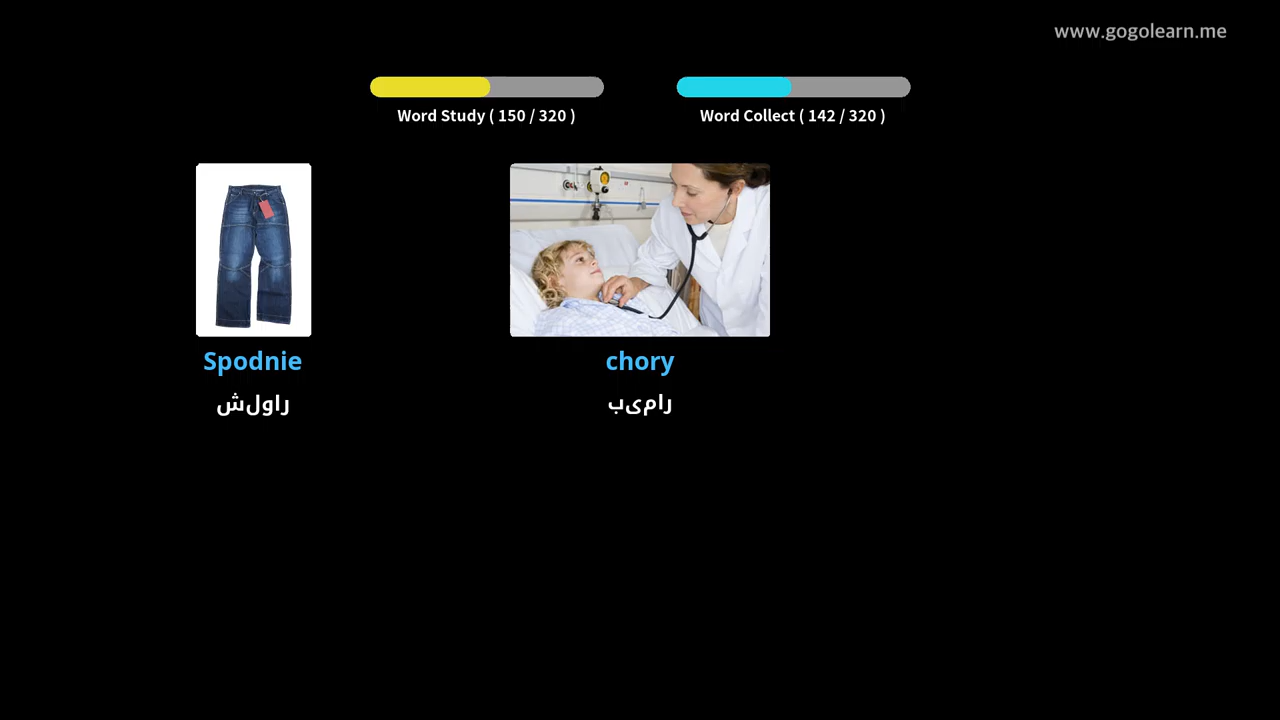 www.gogolearn.me
Word Study ( 150 / 320 )
Word Collect ( 142 / 320 )
Spodnie
راولش
chory
رامیب